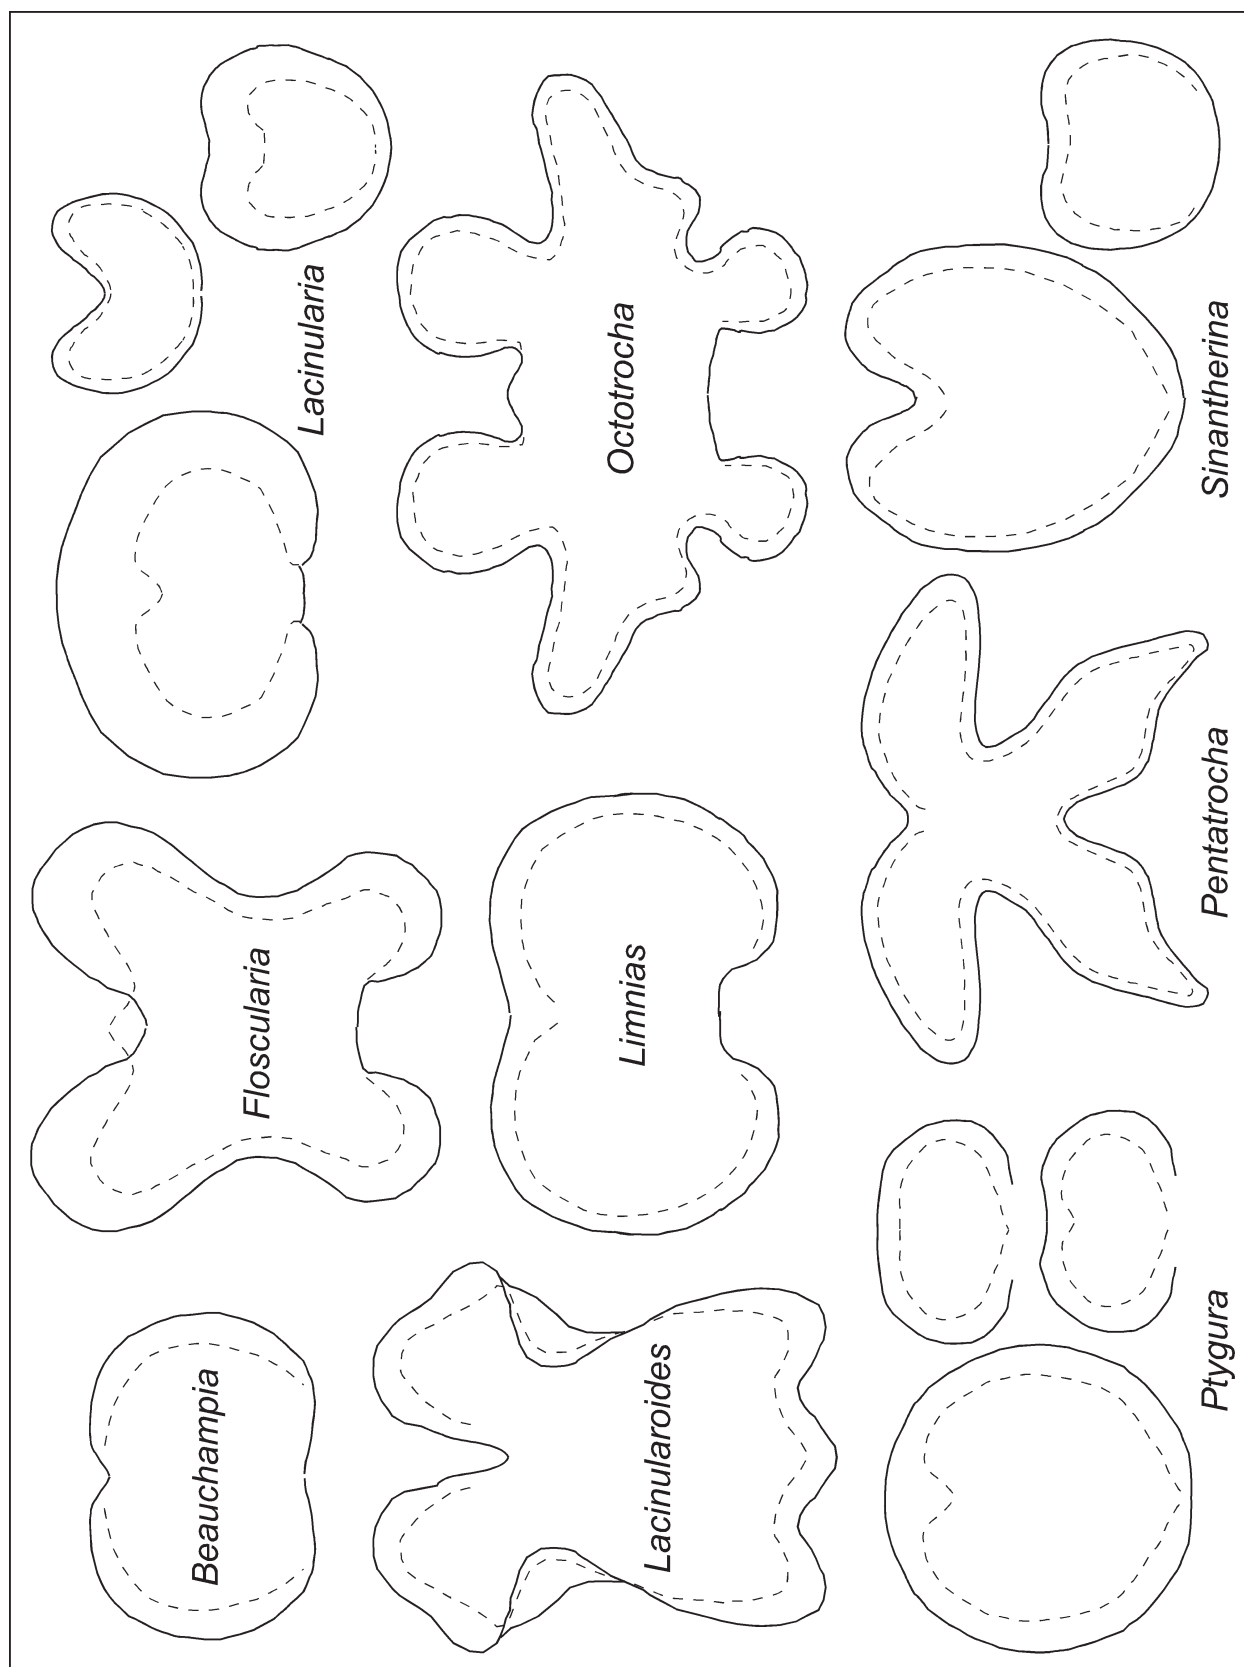 Beauchampia
Floscularia
Lacinularia
Lacinularoides
Limnias
Octotrocha
Ptygura
Pentatrocha
Sinantherina